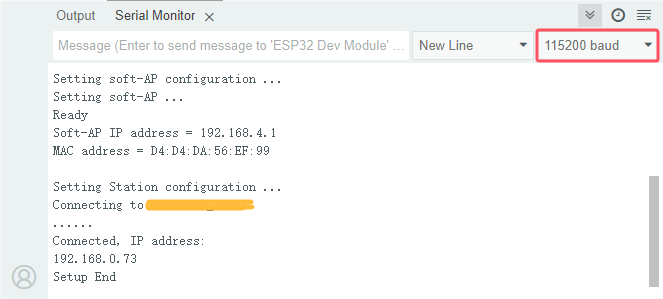 Output Serial Monitor
Message (Enter to send message to 'ESP32 Dev Module' ... New Line 115200 baud
Setting soft-AP configuration ...
Setting soft-AP ...
Ready
Soft-AP IP address = 192.168.4.1
MAC address = D4:D4:DA:56:EF:99
Setting Station configuration ...
Connecting to
......
Connected, IP address:
192.168.0.73
Setup End